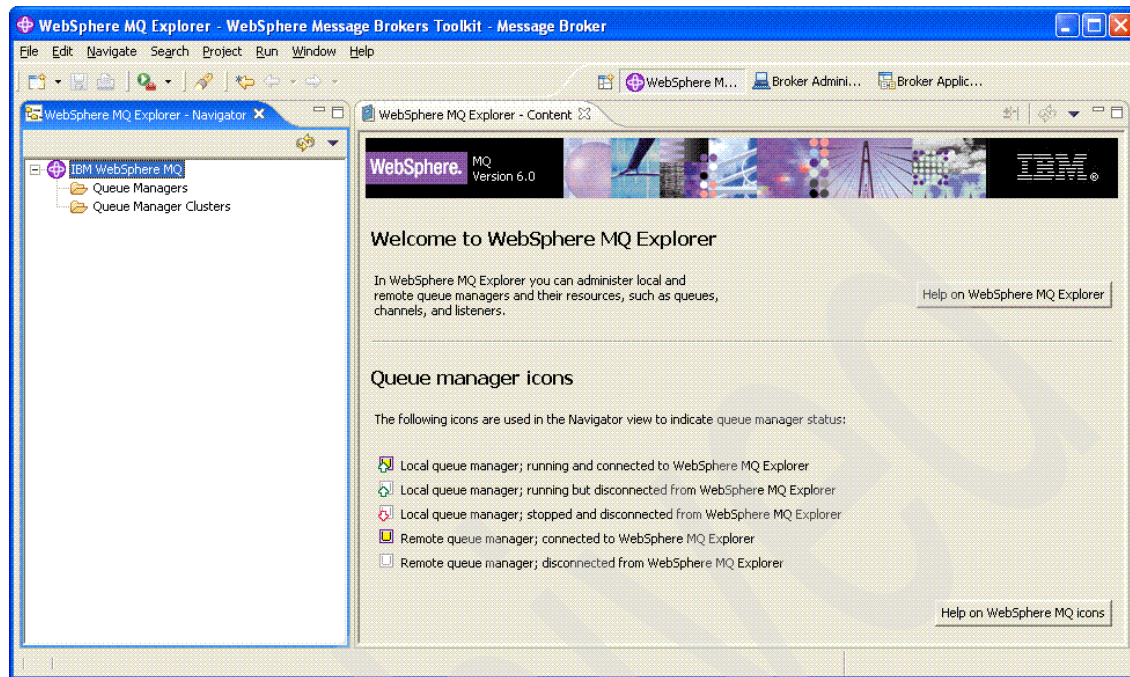 WebSphere MQ Explorer - WebSphere Message Brokers Toolkit - Message Broker
File Edit Navigate Search Project Run Window Help
WebSphere M... Broker Admini... Broker Applic...
WebSphere MQ Explorer - Navigator
IBM WebSphere MQ
Queue Managers
Queue Manager Clusters
WebSphere MQ Explorer - Content
WebSphere. MQ
Version 6.0
IBM®
Welcome to WebSphere MQ Explorer
In WebSphere MQ Explorer you can administer local and
remote queue managers and their resources, such as queues,
channels, and listeners.
Help on WebSphere MQ Explorer
Queue manager icons
The following icons are used in the Navigator view to indicate queue manager status:
Local queue manager; running and connected to WebSphere MQ Explorer
Local queue manager; running but disconnected from WebSphere MQ Explorer
Local queue manager; stopped and disconnected from WebSphere MQ Explorer
Remote queue manager; connected to WebSphere MQ Explorer
Remote queue manager; disconnected from WebSphere MQ Explorer
Help on WebSphere MQ icons